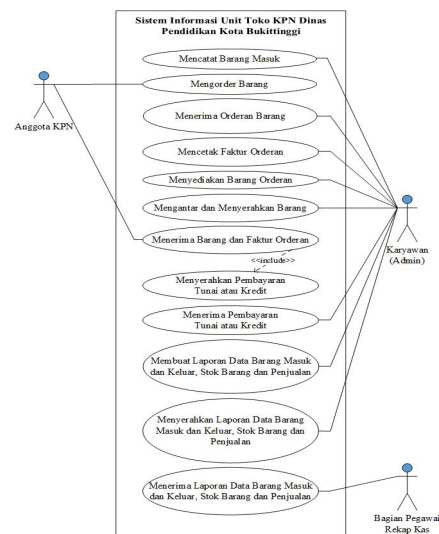 Sistem Informasi Unit Toko KPN Dinas
Pendidikan Kota Bukittinggi
Mencatat Barang Masuk
Mengorder Barang
Anggota KPN
Menerima Orderan Barang
Mencetak Faktur Orderan
Menyediakan Barang Orderan
Mengantar dan Menyerahkan Barang
Menerima Barang dan Faktur Orderan
Karyawan
(Admin)
<<include>>
Menyerahkan Pembayaran
Tunai atau Kredit
Menerima Pembayaran
Tunai atau Kredit
Membuat Laporan Data Barang Masuk
dan Keluar, Stok Barang dan Penjualan
Menyerahkan Laporan Data Barang
Masuk dan Keluar, Stok Barang dan
Penjualan
Menerima Laporan Data Barang Masuk
dan Keluar, Stok Barang dan Penjualan
Bagian Pegawai
Rekap Kas